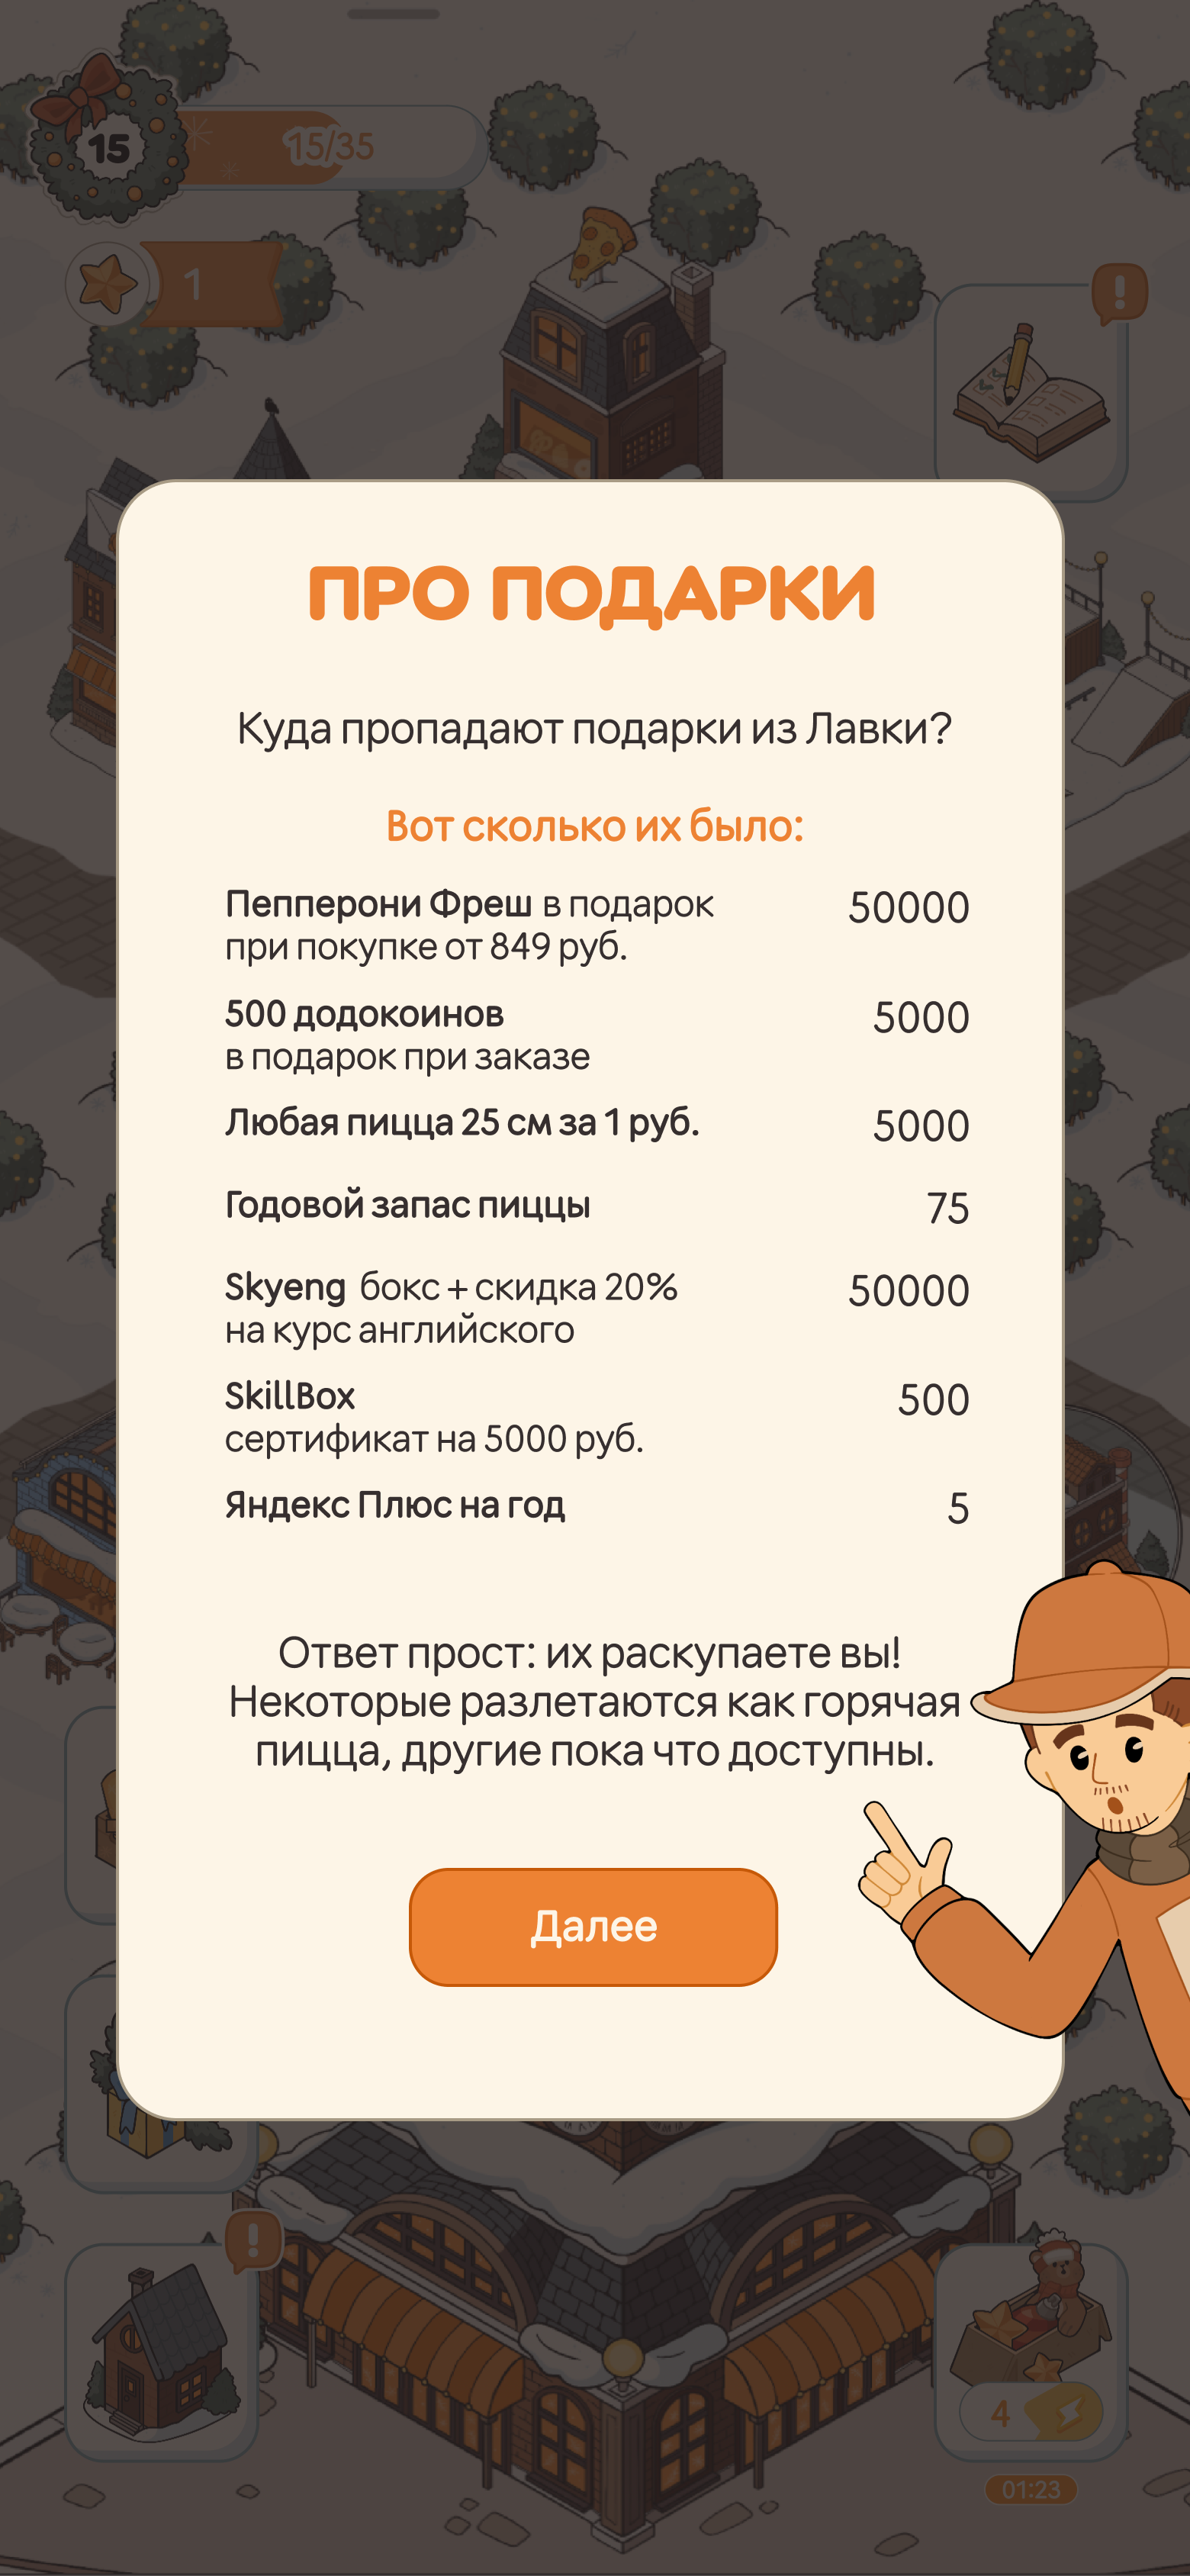 15
15/35
1
ПРО ПОДАРКИ
Куда пропадают подарки из Лавки?
Вот сколько их было:
Пепперони Фреш в подарок
при покупке от 849 руб.
50000
500 додокоинов
в подарок при заказе
5000
Любая пицца 25 см за 1 руб.
5000
Годовой запас пиццы
75
Skyeng бокс + скидка 20%
на курс английского
50000
SkillBox
сертификат на 5000 руб.
500
Яндекс Плюс на год
5
Ответ прост: их раскупаете вы!
Некоторые разлетаются как горячая
пицца, другие пока что доступны.
Далее
4
01:23